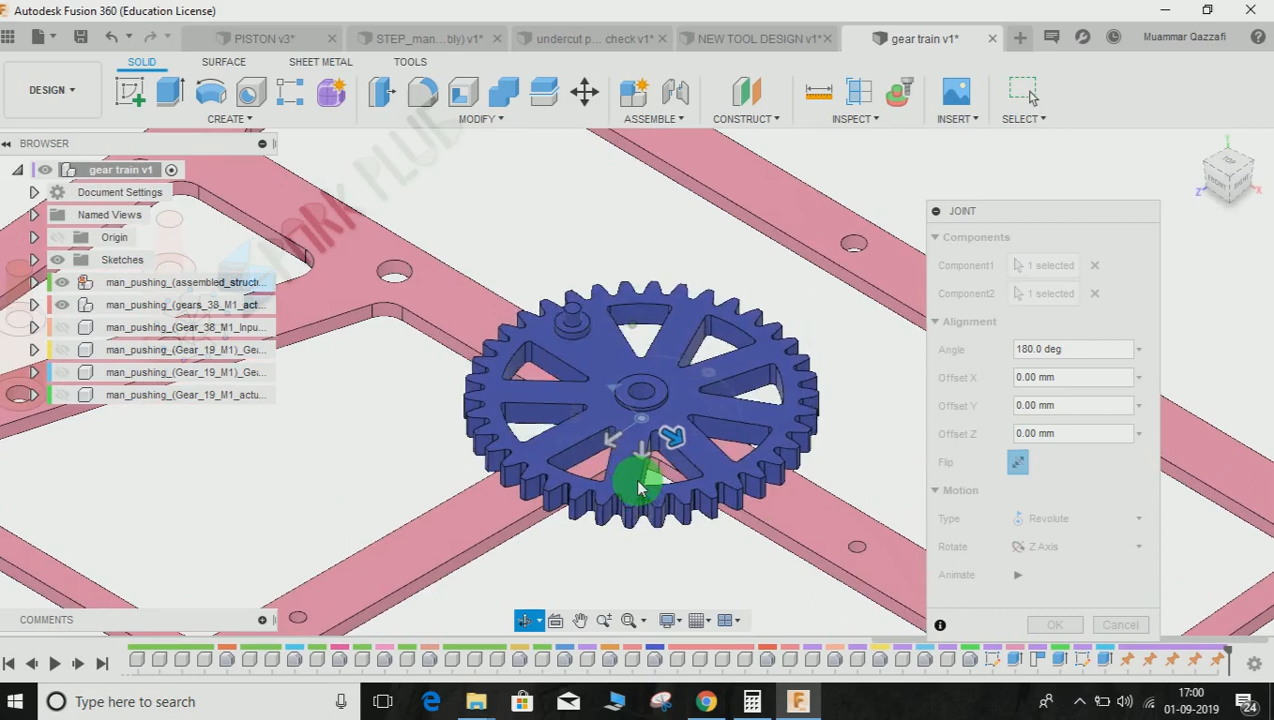 Autodesk Fusion 360 (Education License)
PISTON v3*
STEP_man...bly) v1*
undercut p... check v1*
NEW TOOL DESIGN v1*
gear train v1*
Muammar Qazzafi
SOLID
SURFACE
SHEET METAL
TOOLS
DESIGN
CREATE
MODIFY
ASSEMBLE
CONSTRUCT
INSPECT
INSERT
SELECT
BROWSER
gear train v1
Document Settings
Named Views
Origin
Sketches
man_pushing_(assembled_structu...
man_pushing_(gears_38_M1_act...
man_pushing_(Gear_38_M1_Inpu...
man_pushing_(Gear_19_M1)_Ge...
man_pushing_(Gear_19_M1)_Ge...
man_pushing_(Gear_19_M1_actu...
TOP
FRONT
RIGHT
Y
Z
X
JOINT
Components
Component1 1 selected
Component2 1 selected
Alignment
Angle 180.0 deg
Offset X 0.00 mm
Offset Y 0.00 mm
Offset Z 0.00 mm
Flip
Motion
Type Revolute
Rotate Z Axis
Animate
OK Cancel
COMMENTS
Type here to search
17:00
01-09-2019
24